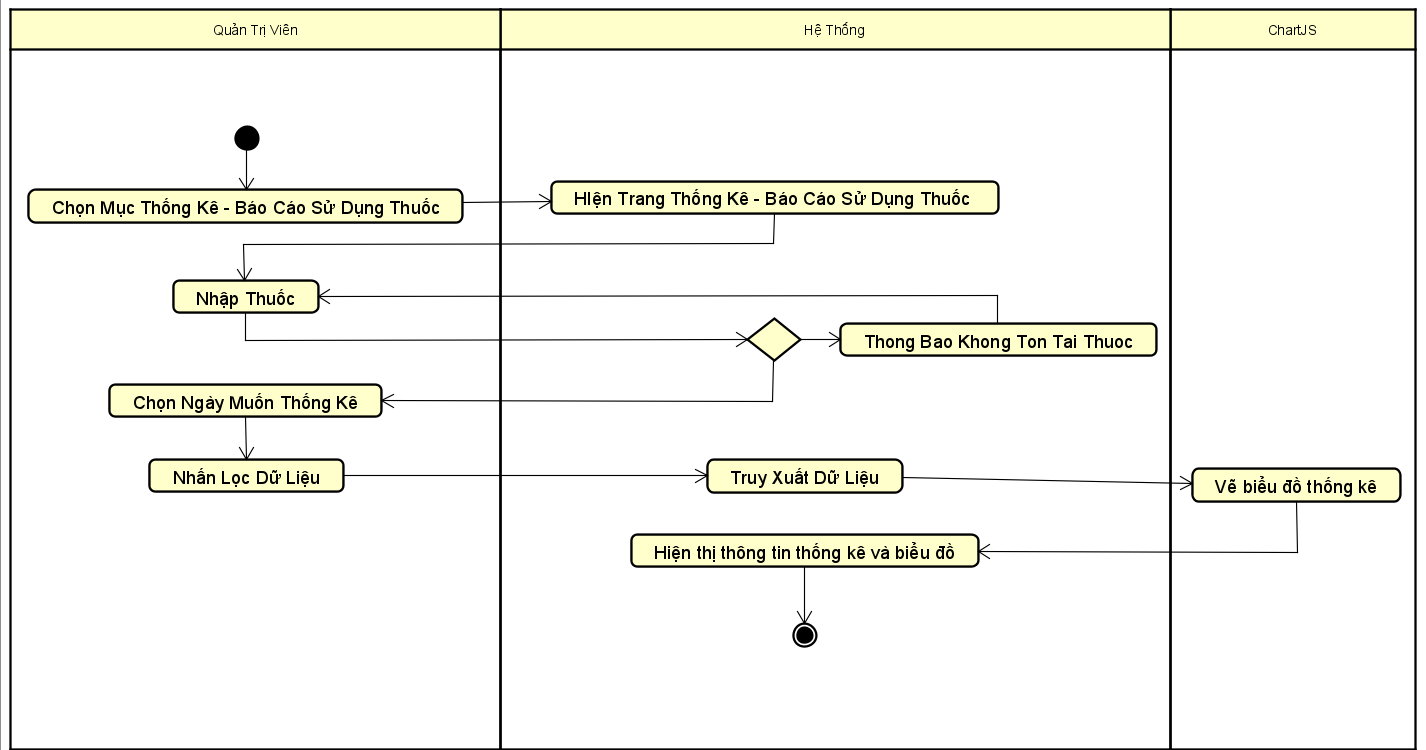 Quản Trị Viên
Hệ Thống
ChartJS
Chọn Mục Thống Kê - Báo Cáo Sử Dụng Thuốc
HIện Trang Thống Kê - Báo Cáo Sử Dụng Thuốc
Nhập Thuốc
Thong Bao Khong Ton Tai Thuoc
Chọn Ngày Muốn Thống Kê
Nhấn Lọc Dữ Liệu
Truy Xuất Dữ Liệu
Vẽ biểu đồ thống kê
Hiện thị thông tin thống kê và biểu đồ